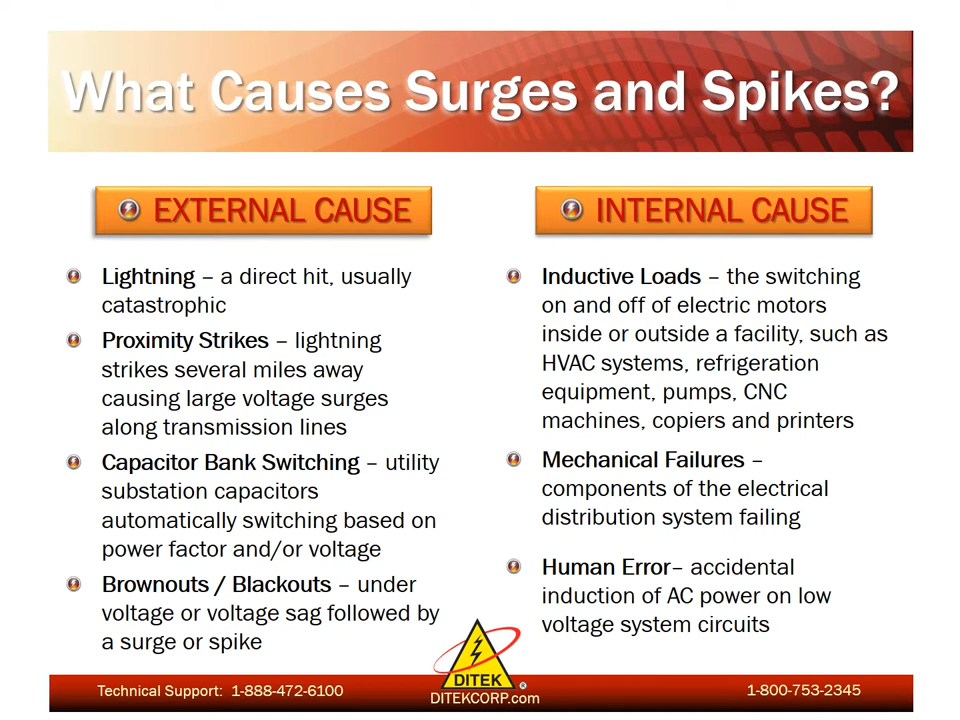 What Causes Surges and Spikes?
EXTERNAL CAUSE
Lightning – a direct hit, usually
catastrophic
Proximity Strikes – lightning
strikes several miles away
causing large voltage surges
along transmission lines
Capacitor Bank Switching – utility
substation capacitors
automatically switching based on
power factor and/or voltage
Brownouts / Blackouts – under
voltage or voltage sag followed by
a surge or spike
INTERNAL CAUSE
Inductive Loads – the switching
on and off of electric motors
inside or outside a facility, such as
HVAC systems, refrigeration
equipment, pumps, CNC
machines, copiers and printers
Mechanical Failures –
components of the electrical
distribution system failing
Human Error– accidental
induction of AC power on low
voltage system circuits
Technical Support: 1-888-472-6100
DITEK®
DITEKCORP.com
1-800-753-2345